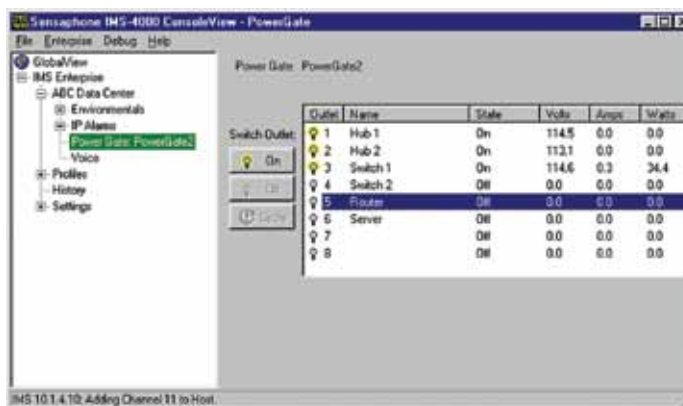 Sensaphone IMS-4000 ConsoleView - PowerGate
File Enterprise Debug Help
GlobalView
IMS Enterprise
ABC Data Center
Environmentals
IP Alarms
Power Gate: PowerGate2
Voice
Profiles
History
Settings
Power Gate: PowerGate2
Switch Outlet:
On
Off
Cycle
Outlet Name State Volts Amps Watts
1 Hub 1 On 114.5 0.0 0.0
2 Hub 2 On 112.1 0.0 0.0
3 Switch 1 On 114.6 0.3 34.4
4 Switch 2 Off 0.0 0.0 0.0
5 Router Off 0.0 0.0 0.0
6 Server Off 0.0 0.0 0.0
7 Off 0.0 0.0 0.0
8 Off 0.0 0.0 0.0
IMS 10.1.4.10: Adding Channel 11 to Host.